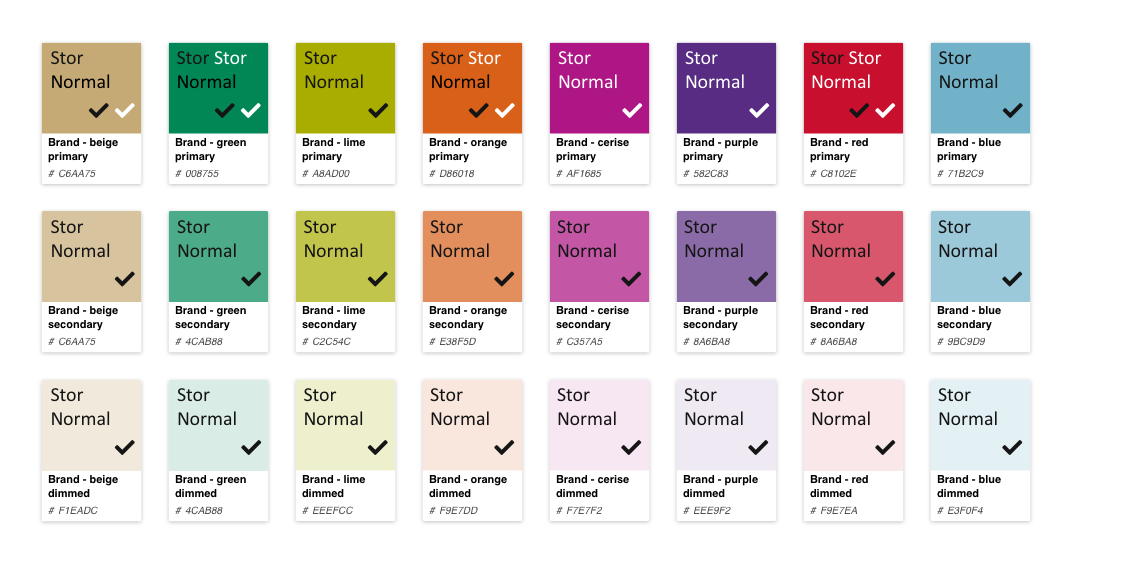 Stor
Normal
Brand - beige
primary
# C6AA75
Stor Stor
Normal
Brand - green
primary
# 008755
Stor
Normal
Brand - lime
primary
# A8AD00
Stor Stor
Normal
Brand - orange
primary
# D86018
Stor
Normal
Brand - cerise
primary
# AF1685
Stor
Normal
Brand - purple
primary
# 582C83
Stor Stor
Normal
Brand - red
primary
# C8102E
Stor
Normal
Brand - blue
primary
# 71B2C9
Stor
Normal
Brand - beige
secondary
# C6AA75
Stor
Normal
Brand - green
secondary
# 4CAB88
Stor
Normal
Brand - lime
secondary
# C2C54C
Stor
Normal
Brand - orange
secondary
# E38F5D
Stor
Normal
Brand - cerise
secondary
# C357A5
Stor
Normal
Brand - purple
secondary
# 8A6BA8
Stor
Normal
Brand - red
secondary
# 8A6BA8
Stor
Normal
Brand - blue
secondary
# 9BC9D9
Stor
Normal
Brand - beige
dimmed
# F1EADC
Stor
Normal
Brand - green
dimmed
# 4CAB88
Stor
Normal
Brand - lime
dimmed
# EEEFCC
Stor
Normal
Brand - orange
dimmed
# F9E7DD
Stor
Normal
Brand - cerise
dimmed
# F7E7F2
Stor
Normal
Brand - purple
dimmed
# EEE9F2
Stor
Normal
Brand - red
dimmed
# F9E7EA
Stor
Normal
Brand - blue
dimmed
# E3F0F4